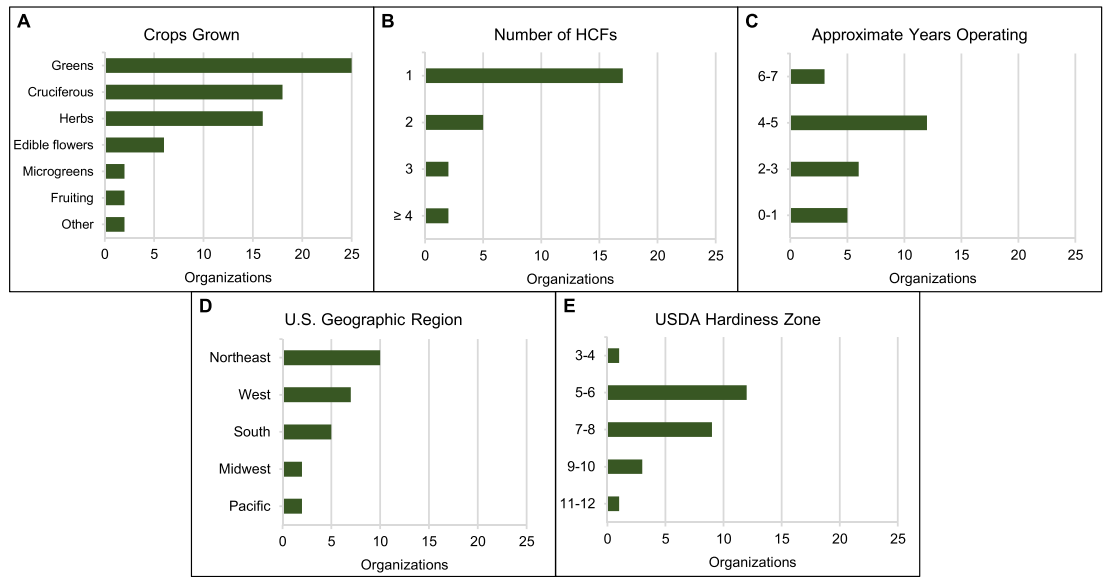 A
Crops Grown
Greens
Cruciferous
Herbs
Edible flowers
Microgreens
Fruiting
Other
0 5 10 15 20 25
Organizations
B
Number of HCFs
1
2
3
≥ 4
0 5 10 15 20 25
Organizations
C
Approximate Years Operating
6-7
4-5
2-3
0-1
0 5 10 15 20 25
Organizations
D
U.S. Geographic Region
Northeast
West
South
Midwest
Pacific
0 5 10 15 20 25
Organizations
E
USDA Hardiness Zone
3-4
5-6
7-8
9-10
11-12
0 5 10 15 20 25
Organizations